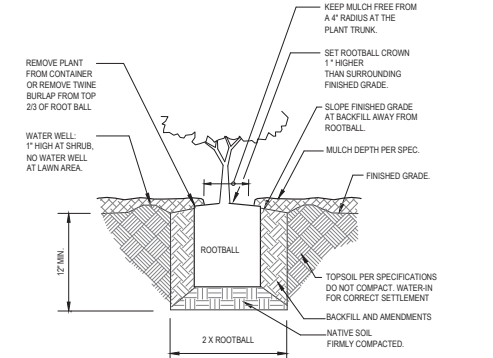 KEEP MULCH FREE FROM
A 4" RADIUS AT THE
PLANT TRUNK.
SET ROOTBALL CROWN
1 " HIGHER
THAN SURROUNDING
FINISHED GRADE.
REMOVE PLANT
FROM CONTAINER
OR REMOVE TWINE
BURLAP FROM TOP
2/3 OF ROOT BALL
SLOPE FINISHED GRADE
AT BACKFILL AWAY FROM
ROOTBALL.
WATER WELL:
1" HIGH AT SHRUB,
NO WATER WELL
AT LAWN AREA.
MULCH DEPTH PER SPEC.
FINISHED GRADE.
ROOTBALL
12" MIN.
TOPSOIL PER SPECIFICATIONS
DO NOT COMPACT. WATER-IN
FOR CORRECT SETTLEMENT
BACKFILL AND AMENDMENTS
NATIVE SOIL
FIRMLY COMPACTED.
2 X ROOTBALL